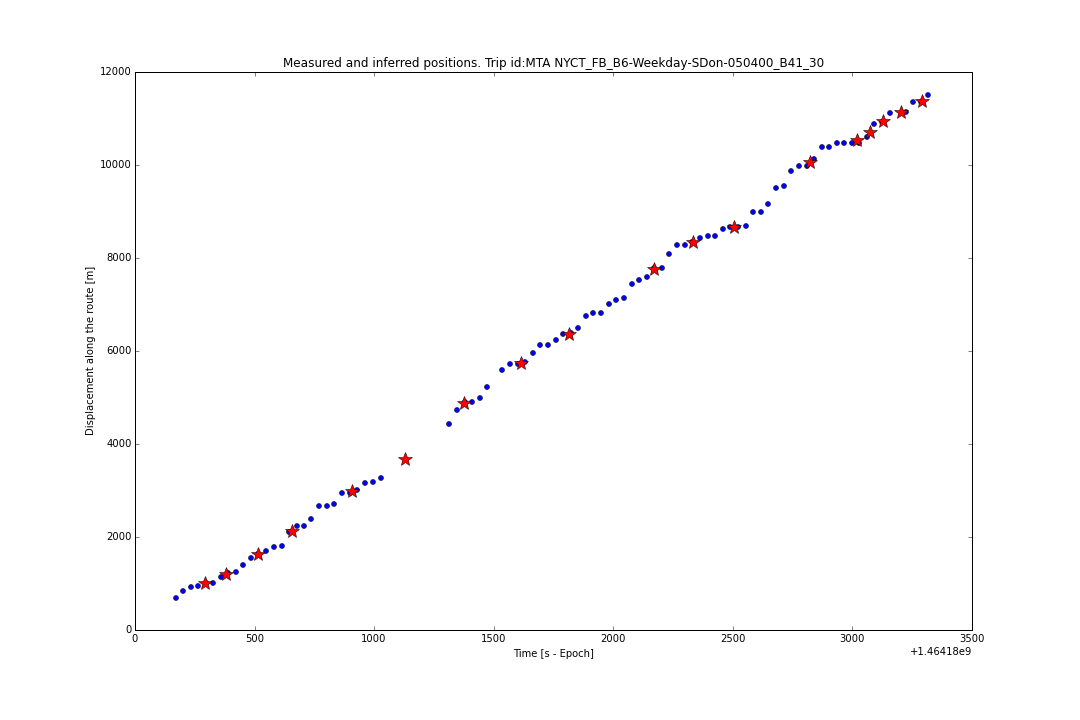 Measured and inferred positions. Trip id:MTA NYCT_FB_B6-Weekday-SDon-050400_B41_30
12000
10000
8000
6000
4000
2000
0
Displacement along the route [m]
0 500 1000 1500 2000 2500 3000 3500
Time [s - Epoch]
+1.46418e9